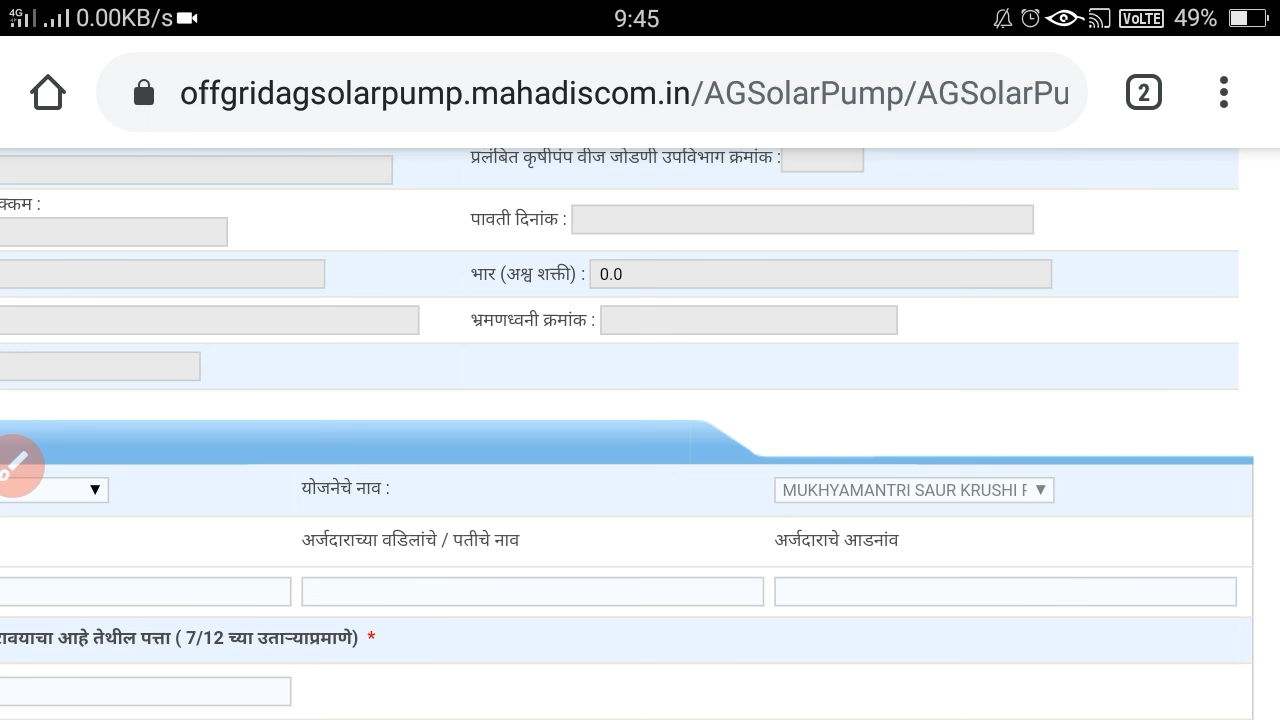 4G 0.00KB/s 9:45 VoLTE 49%
offgridagsolarpump.mahadiscom.in/AGSolarPump/AGSolarPu 2
प्रलंबित कृषीपंप वीज जोडणी उपविभाग क्रमांक :
क्कम :
पावती दिनांक :
भार (अश्व शक्ती) : 0.0
भ्रमणध्वनी क्रमांक :
योजनेचे नाव : MUKHYAMANTRI SAUR KRUSHI F
अर्जदाराच्या वडिलांचे / पतीचे नाव अर्जदाराचे आडनांव
रावयाचा आहे तेथील पत्ता ( 7/12 च्या उताऱ्याप्रमाणे) *